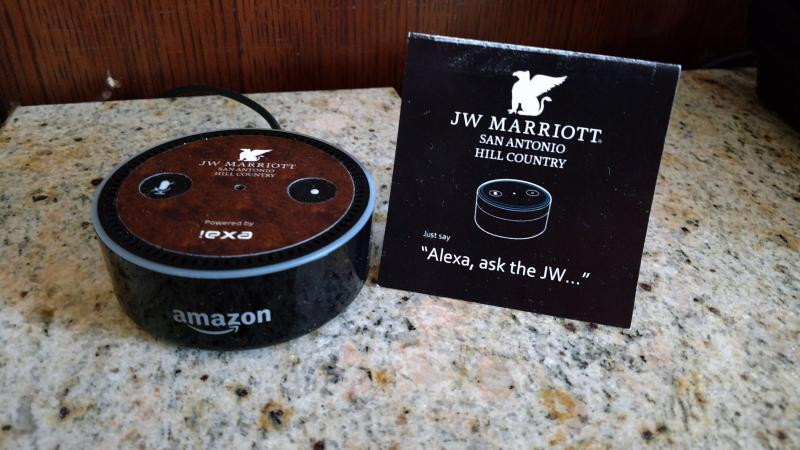 JW MARRIOTT
SAN ANTONIO
HILL COUNTRY
Powered by
!exa
amazon
JW MARRIOTT®
SAN ANTONIO
HILL COUNTRY
Just say
“Alexa, ask the JW...”